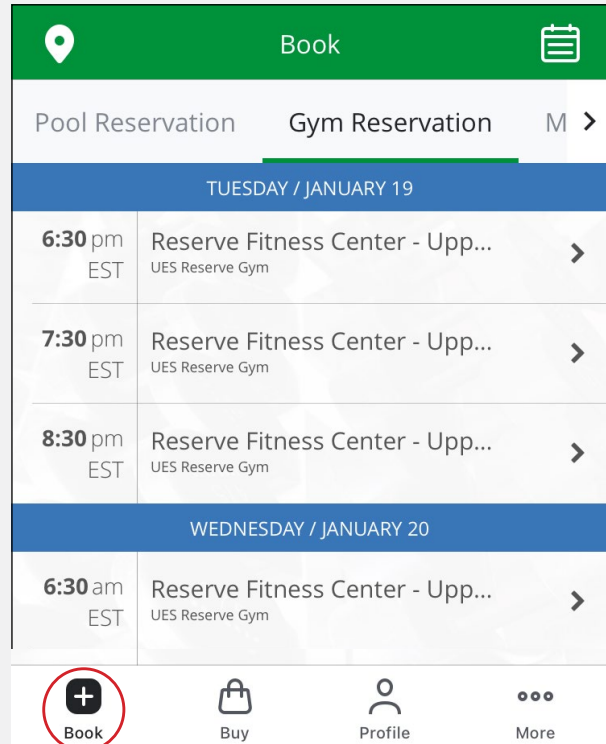 Book
Pool Reservation Gym Reservation M
TUESDAY / JANUARY 19
6:30 pm Reserve Fitness Center - Upp...
EST UES Reserve Gym
7:30 pm Reserve Fitness Center - Upp...
EST UES Reserve Gym
8:30 pm Reserve Fitness Center - Upp...
EST UES Reserve Gym
WEDNESDAY / JANUARY 20
6:30 am Reserve Fitness Center - Upp...
EST UES Reserve Gym
Book Buy Profile More